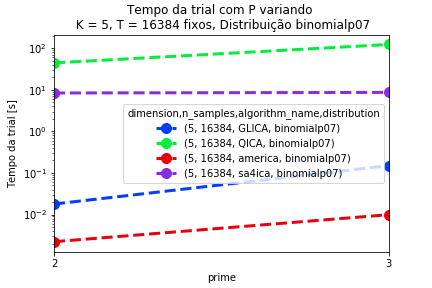 Tempo da trial com P variando
K = 5, T = 16384 fixos, Distribuição binomialp07
Tempo da trial [s]
10²
10¹
10⁰
10⁻¹
10⁻²
dimension,n_samples,algorithm_name,distribution
(5, 16384, GLICA, binomialp07)
(5, 16384, QICA, binomialp07)
(5, 16384, america, binomialp07)
(5, 16384, sa4ica, binomialp07)
2
3
prime